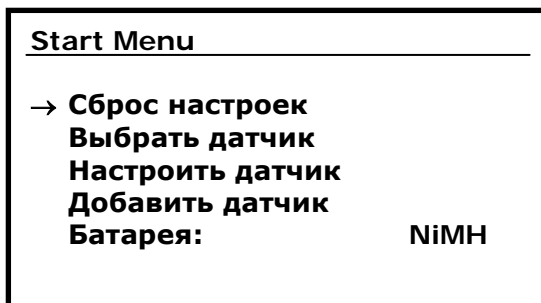 Start Menu
→ Сброс настроек
Выбрать датчик
Настроить датчик
Добавить датчик
Батарея: NiMH